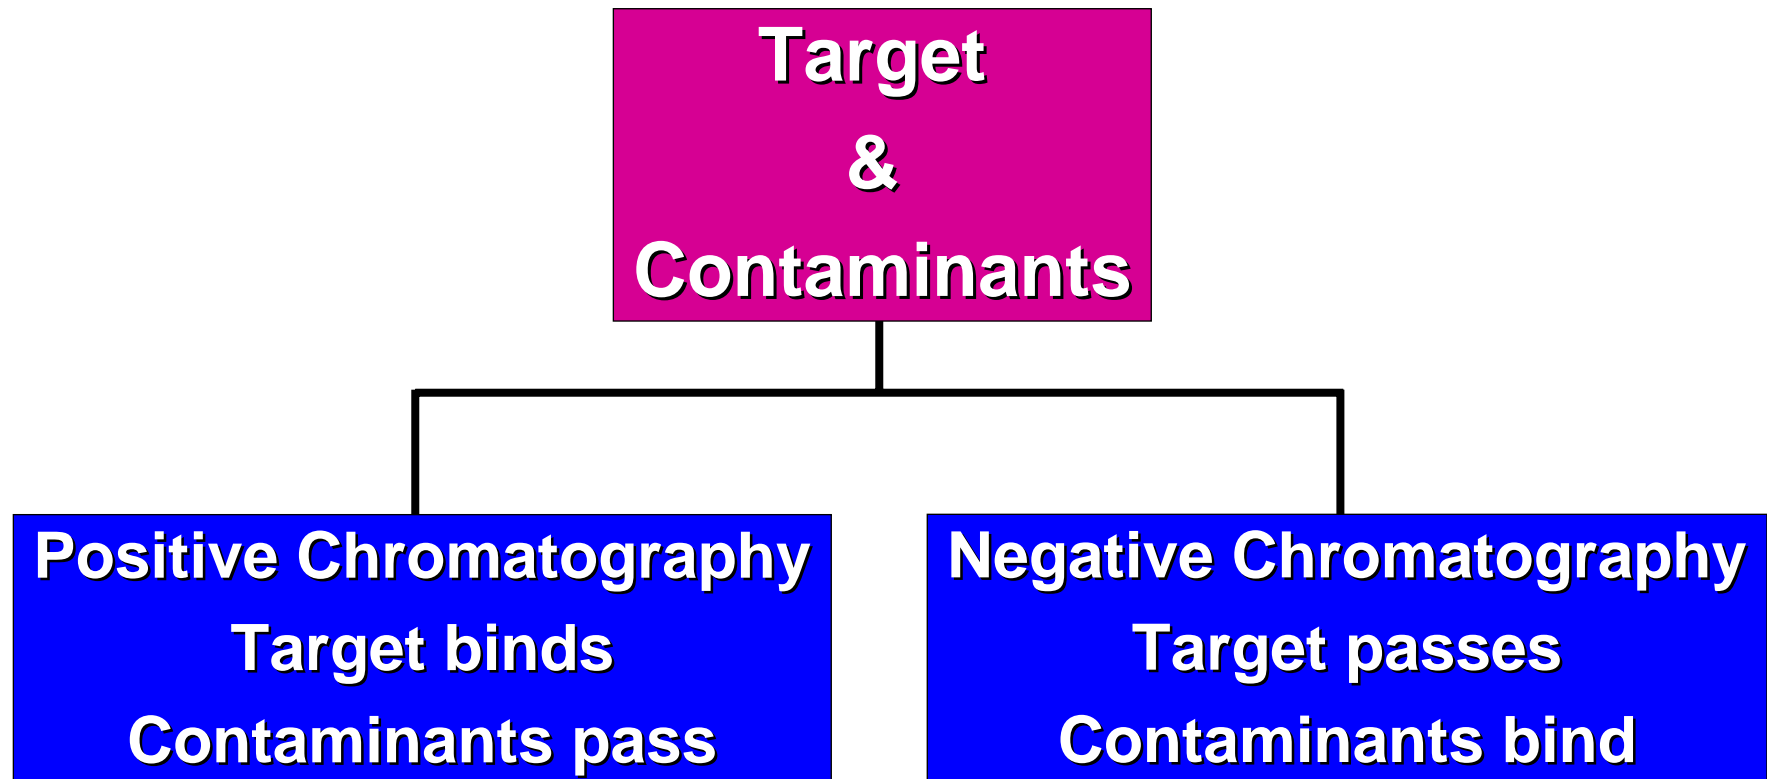 Target
&
Contaminants
Positive Chromatography
Target binds
Contaminants pass
Negative Chromatography
Target passes
Contaminants bind